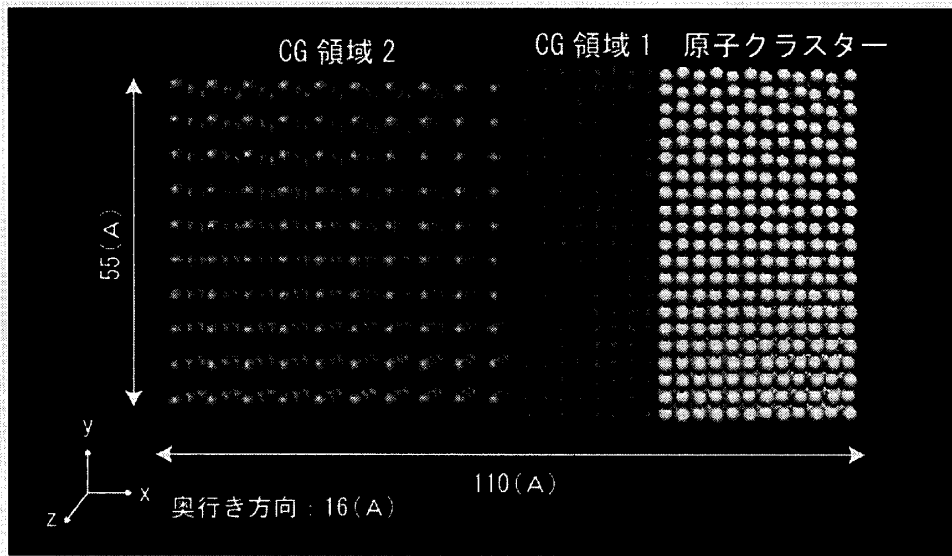 CG 領域 2
CG 領域 1
原子クラスター
55(A)
110(A)
y
x
z
奥行き方向 : 16(A)